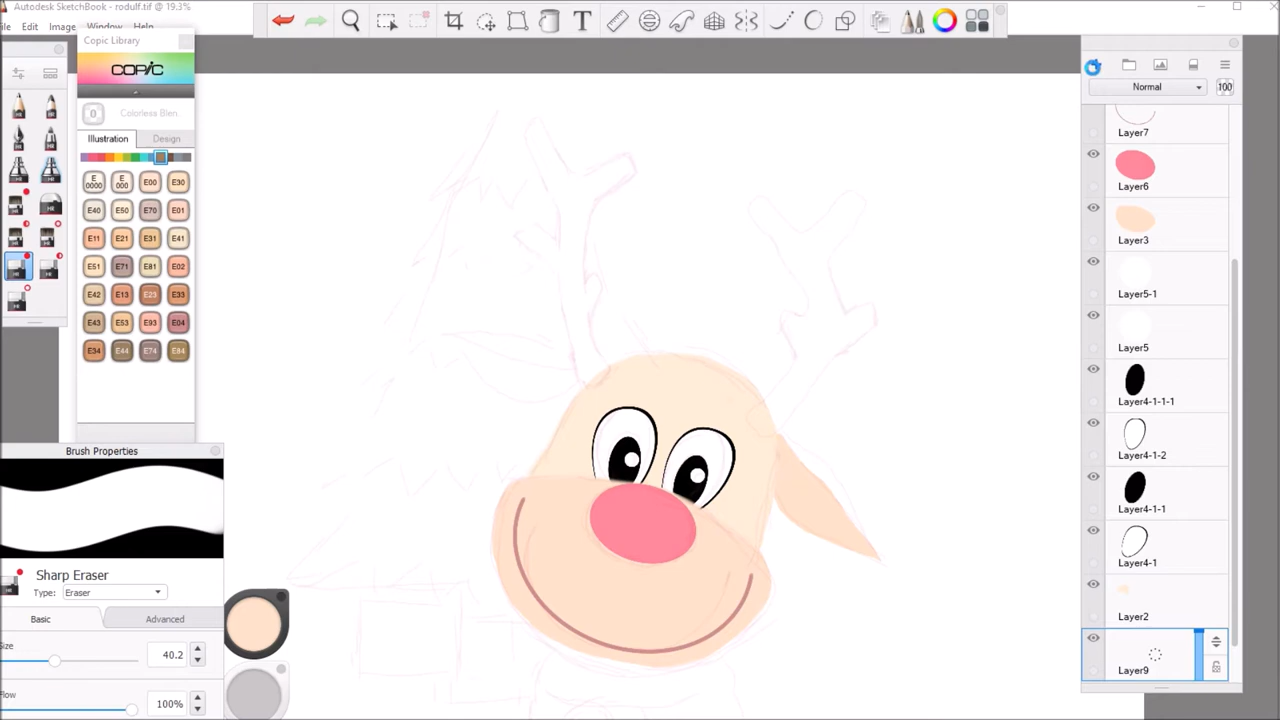 Autodesk SketchBook - rodulf.tif @ 19.3%
File Edit Image Window Help
Copic Library
COPIC
0 Colorless Blen.
Illustration Design
E0000 E000 E00 E30
E40 E50 E70 E01
E11 E21 E31 E41
E51 E71 E81 E02
E42 E13 E23 E33
E43 E53 E93 E04
E34 E44 E74 E84
Brush Properties
Sharp Eraser
Type: Eraser
Basic Advanced
Size 40.2
Flow 100%
T
Normal 100
Layer7
Layer6
Layer3
Layer5-1
Layer5
Layer4-1-1-1
Layer4-1-2
Layer4-1-1
Layer4-1
Layer2
Layer9